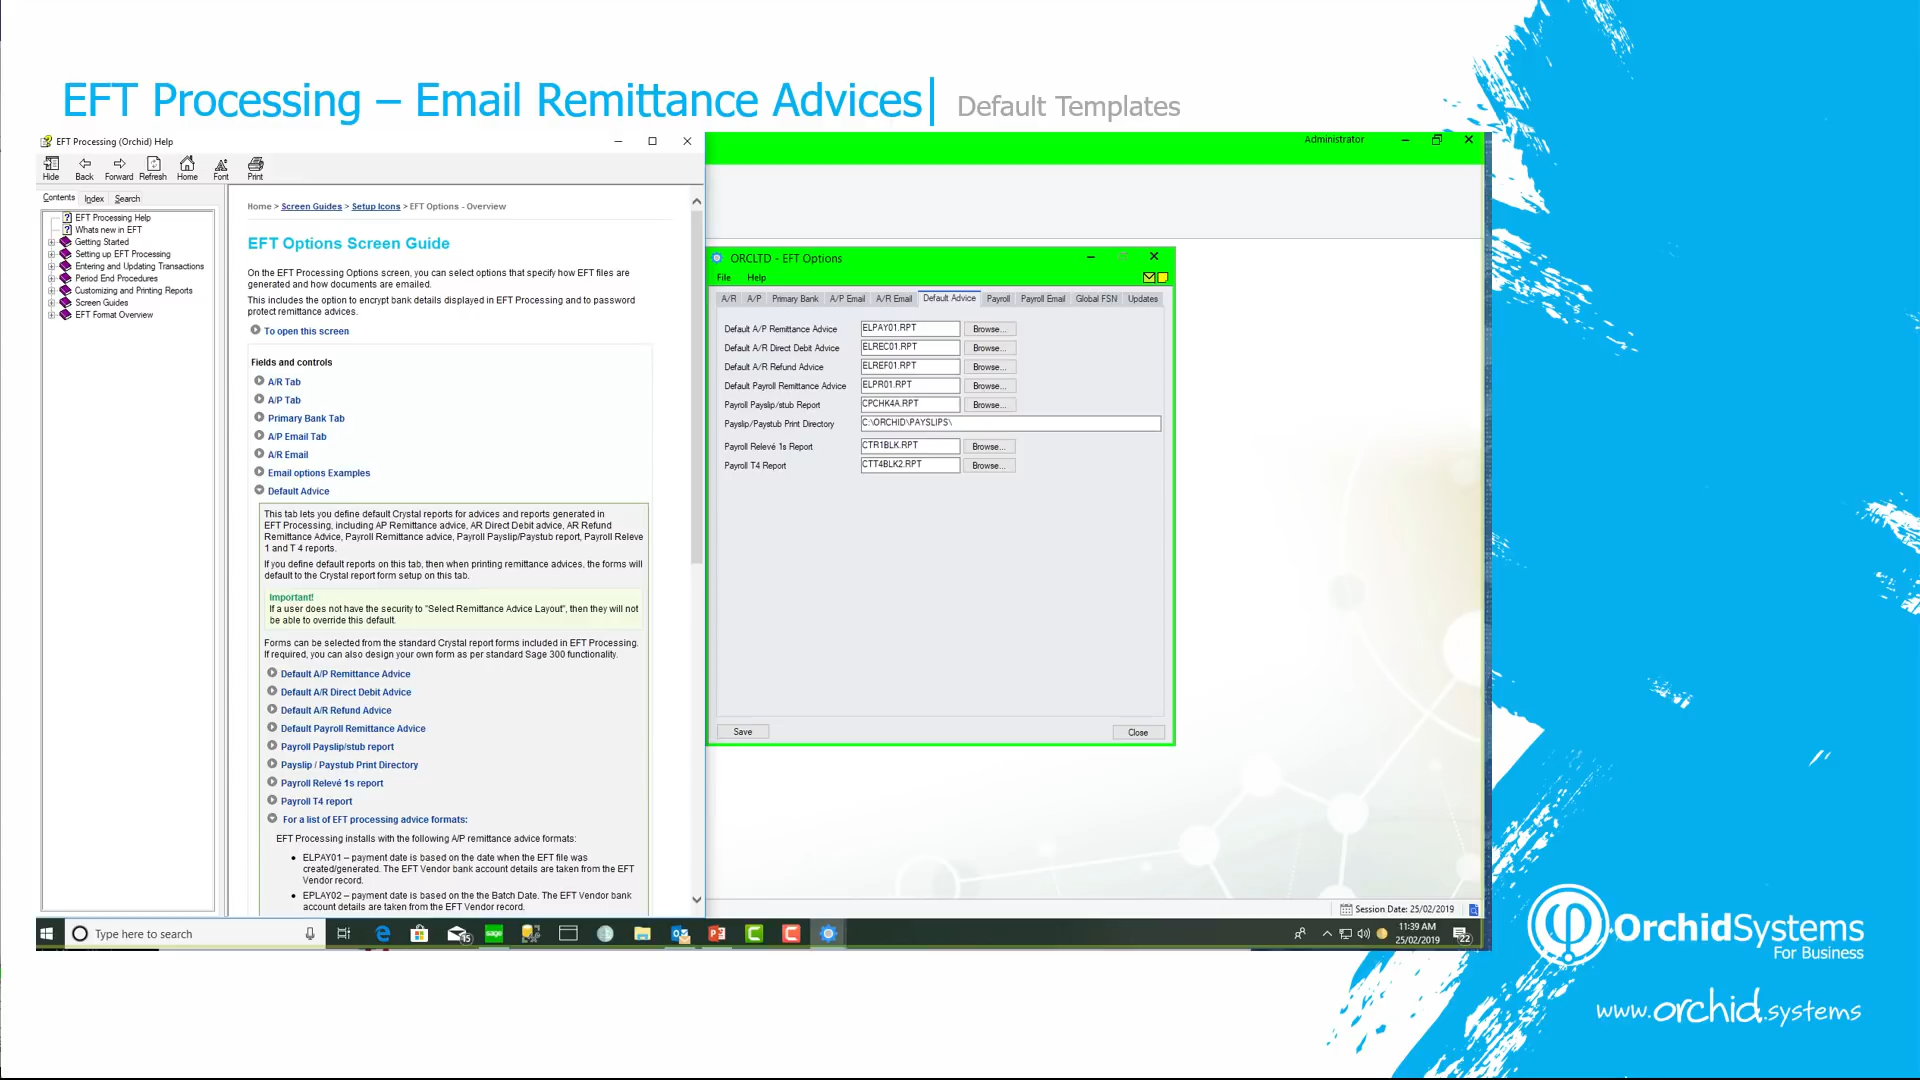 EFT Processing – Email Remittance Advices| Default Templates
EFT Processing (Orchid) Help
Hide Back Forward Refresh Home Font Print
Contents Index Search
EFT Processing Help
Whats new in EFT
Getting Started
Setting up EFT Processing
Entering and Updating Transactions
Period End Procedures
Customizing and Printing Reports
Screen Guides
EFT Format Overview
Home > Screen Guides > Setup Icons > EFT Options - Overview
EFT Options Screen Guide
On the EFT Processing Options screen, you can select options that specify how EFT files are
generated and how documents are emailed.
This includes the option to encrypt bank details displayed in EFT Processing and to password
protect remittance advices.
To open this screen
Fields and controls
A/R Tab
A/P Tab
Primary Bank Tab
A/P Email Tab
A/R Email
Email options Examples
Default Advice
This tab lets you define default Crystal reports for advices and reports generated in
EFT Processing, including AP Remittance advice, AR Direct Debit advice, AR Refund
Remittance Advice, Payroll Remittance advice, Payroll Payslip/Paystub report, Payroll Releve
1 and T 4 reports.
If you define default reports on this tab, then when printing remittance advices, the forms will
default to the Crystal report form setup on this tab.
Important!
If a user does not have the security to "Select Remittance Advice Layout", then they will not
be able to override this default.
Forms can be selected from the standard Crystal report forms included in EFT Processing.
If required, you can also design your own form as per standard Sage 300 functionality.
Default A/P Remittance Advice
Default A/R Direct Debit Advice
Default A/R Refund Advice
Default Payroll Remittance Advice
Payroll Payslip/stub report
Payslip / Paystub Print Directory
Payroll Relevé 1s report
Payroll T4 report
For a list of EFT processing advice formats:
EFT Processing installs with the following A/P remittance advice formats:
• ELPAY01 – payment date is based on the date when the EFT file was
created/generated. The EFT Vendor bank account details are taken from the EFT
Vendor record.
• EPLAY02 – payment date is based on the the Batch Date. The EFT Vendor bank
account details are taken from the EFT Vendor record.
Administrator
ORCLTD - EFT Options
File Help
A/R A/P Primary Bank A/P Email A/R Email Default Advice Payroll Payroll Email Global FSN Updates
Default A/P Remittance Advice ELPAY01.RPT Browse...
Default A/R Direct Debit Advice ELREC01.RPT Browse...
Default A/R Refund Advice ELREF01.RPT Browse...
Default Payroll Remittance Advice ELPR01.RPT Browse...
Payroll Payslip/stub Report CPCHK4A.RPT Browse...
Payslip/Paystub Print Directory C:\ORCHID\PAYSLIPS\
Payroll Relevé 1s Report CTR1BLK.RPT Browse...
Payroll T4 Report CTT4BLK2.RPT Browse...
Save Close
Session Date: 25/02/2019
Type here to search
15
sage
11:39 AM
25/02/2019
22
OrchidSystems
For Business
www.orchid.systems